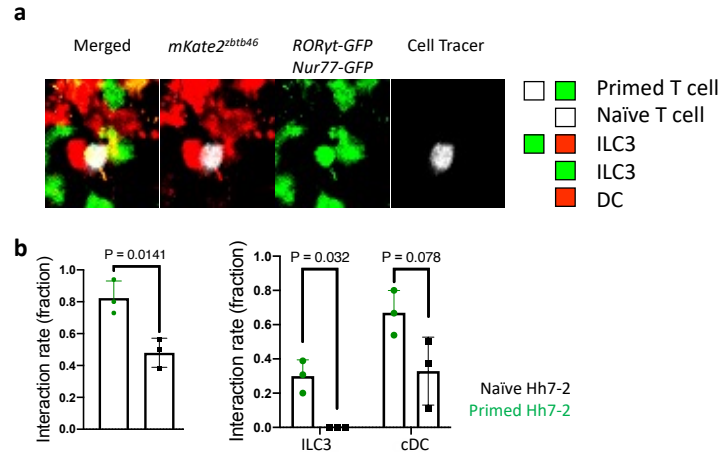 a
Merged
mKate2zbtb46
RORγt-GFP
Nur77-GFP
Cell Tracer
Primed T cell
Naïve T cell
ILC3
ILC3
DC
b
Interaction rate (fraction)
1.0
0.8
0.6
0.4
0.2
0.0
P = 0.0141
Interaction rate (fraction)
1.0
0.8
0.6
0.4
0.2
0.0
P = 0.032
P = 0.078
ILC3
cDC
Naïve Hh7-2
Primed Hh7-2